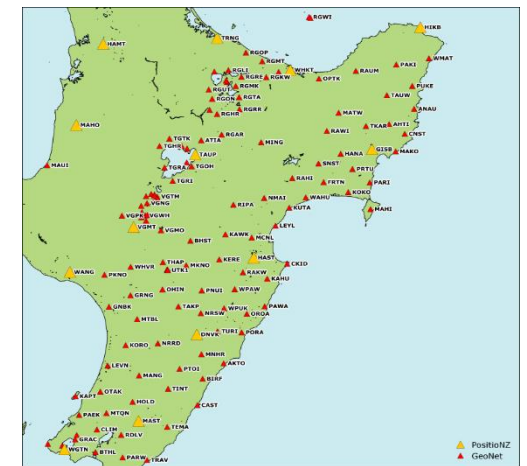 RGWI
HIKB
TRNG
HAMT
RGOP
RGMT
WMAT
RGLI
WHKT
RAUM
PAKI
RGRE
RGKW
OPTK
RGMK
PUKE
RGUT
RGTA
TAUW
RGON
RGRR
ANAU
RGHR
MATW
MAHO
TKAR
AHTI
RAWI
RGAR
CNST
TGTK
ATIA
MING
TGHR
GISB
MAKO
TAUP
HANA
MAUI
TGRA
TGOH
SNST
PRTU
TGRI
RAHI
FRTN
PARI
VGTM
NMAI
WAHU
KOKO
VGNG
RIPA
KUTA
MAHI
VGPK
VGWH
VGMT
VGMO
LEYL
KAWK
MCNL
BHST
HAST
KERE
CKID
THAP
MKNO
WHVR
UTKI
WANG
PKNO
RAKW
KAHU
OHIN
PNUI
WPAW
GRNG
GNBK
TAKP
WPUK
PAWA
NRSW
OROA
MTBL
TURI
PORA
DNVK
KORO
NRRD
MNHR
AKTO
LEVN
PTOI
MANG
BIRF
OTAK
TINT
KAPT
HOLD
CAST
PAEK
MTQN
MAST
TEMA
CLIM
RDLV
GRAC
WGTN
BTHL
PARW
TRAV
PositioNZ
GeoNet